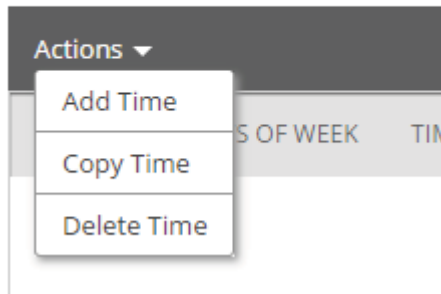 Actions
Add Time
S OF WEEK TIM
Copy Time
Delete Time